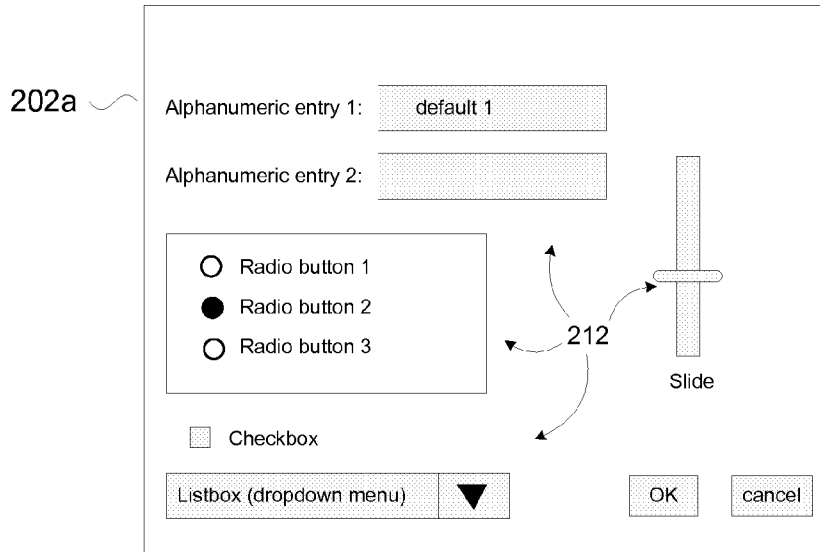 202a
Alphanumeric entry 1: default 1
Alphanumeric entry 2:
Radio button 1
Radio button 2
Radio button 3
212
Slide
Checkbox
Listbox (dropdown menu)
OK cancel